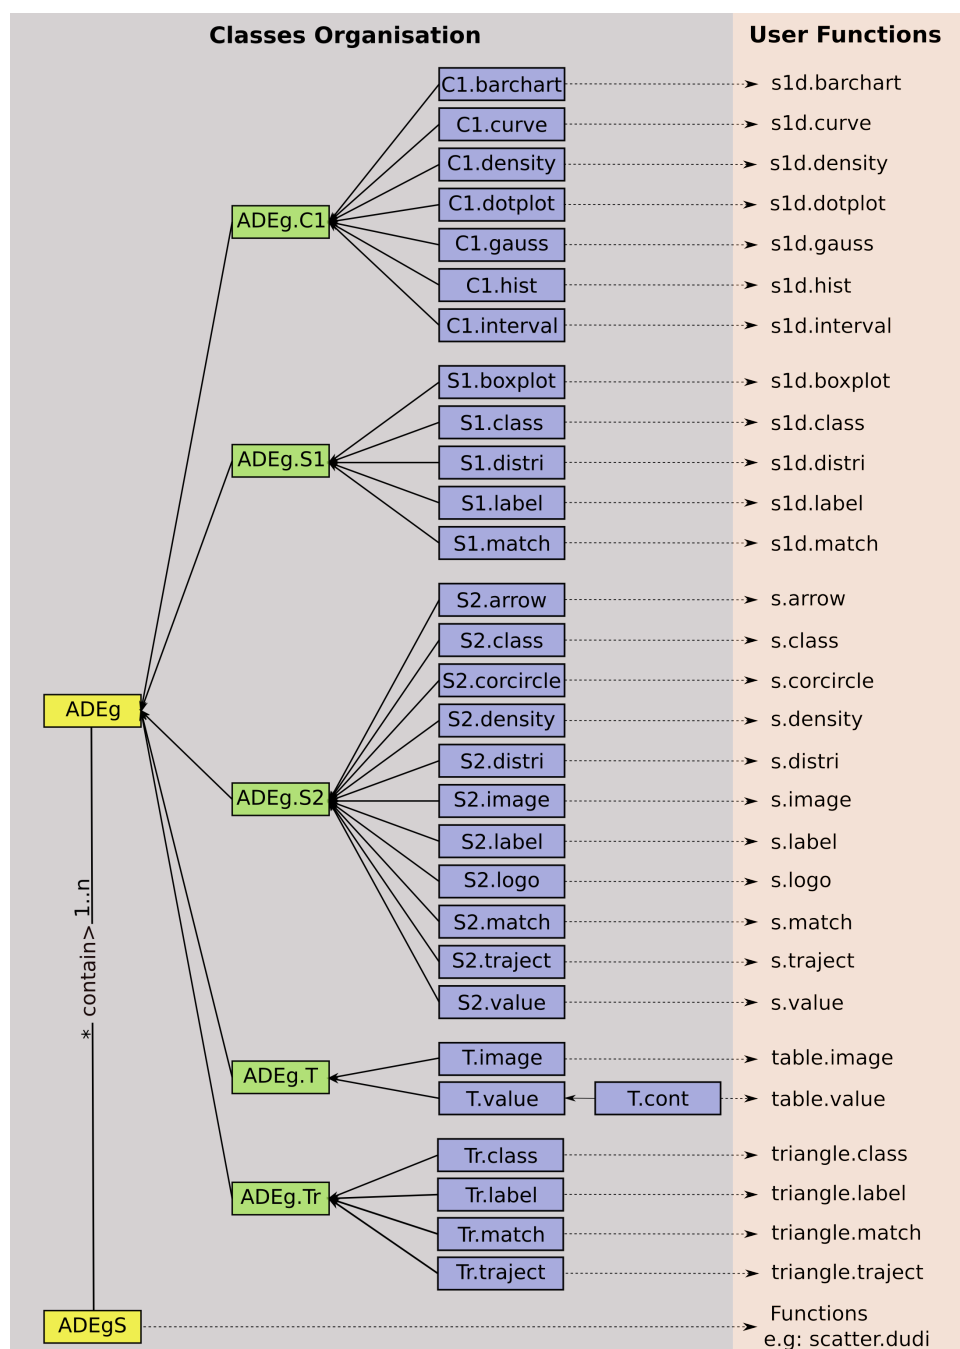 Classes Organisation
User Functions
C1.barchart
s1d.barchart
C1.curve
s1d.curve
C1.density
s1d.density
C1.dotplot
s1d.dotplot
ADEg.C1
C1.gauss
s1d.gauss
C1.hist
s1d.hist
C1.interval
s1d.interval
S1.boxplot
s1d.boxplot
S1.class
s1d.class
ADEg.S1
S1.distri
s1d.distri
S1.label
s1d.label
S1.match
s1d.match
S2.arrow
s.arrow
S2.class
s.class
S2.corcircle
s.corcircle
ADEg
S2.density
s.density
S2.distri
s.distri
ADEg.S2
S2.image
s.image
S2.label
s.label
S2.logo
s.logo
S2.match
s.match
* contain> 1..n
S2.traject
s.traject
S2.value
s.value
T.image
table.image
ADEg.T
T.value
T.cont
table.value
Tr.class
triangle.class
ADEg.Tr
Tr.label
triangle.label
Tr.match
triangle.match
Tr.traject
triangle.traject
ADEgS
Functions
e.g: scatter.dudi